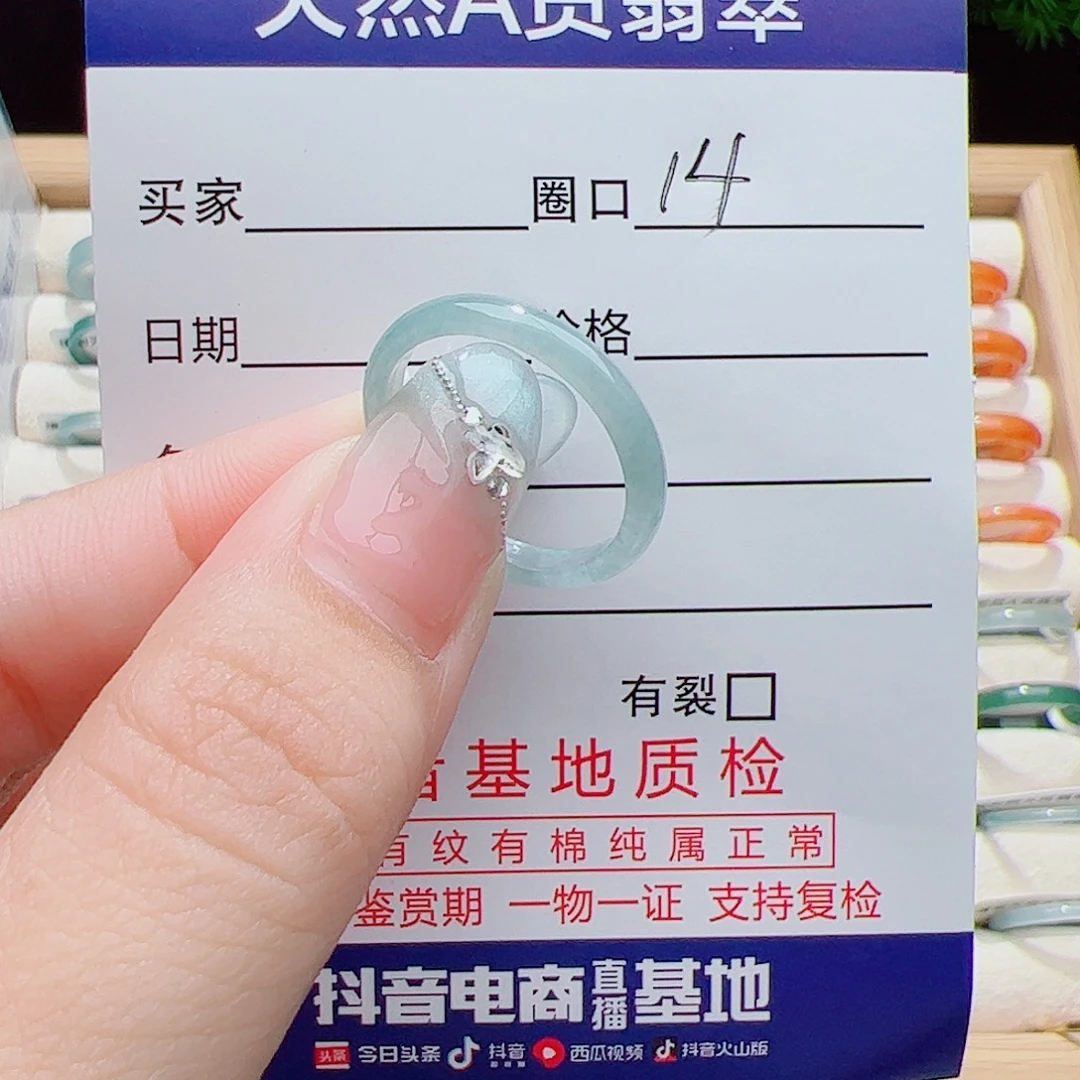 天然A货翡翠
买家 圈口 14
日期 价格
有裂
基地质检
有纹有棉纯属正常
鉴赏期 一物一证 支持复检
抖音电商直播基地
头条 今日头条 抖音 西瓜视频 抖音火山版